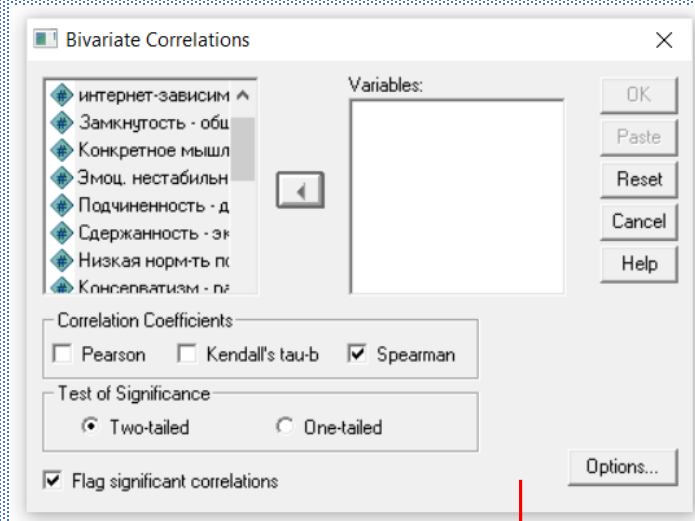 Bivariate Correlations
интернет-зависим
Замкнутость - общ
Конкретное мышл
Эмоц. нестабильн
Подчиненность - д
Сдержанность - эк
Низкая норм-ть по
Консерватизм - ра
Variables:
OK
Paste
Reset
Cancel
Help
Correlation Coefficients
Pearson Kendall's tau-b Spearman
Test of Significance
Two-tailed One-tailed
Flag significant correlations
Options...